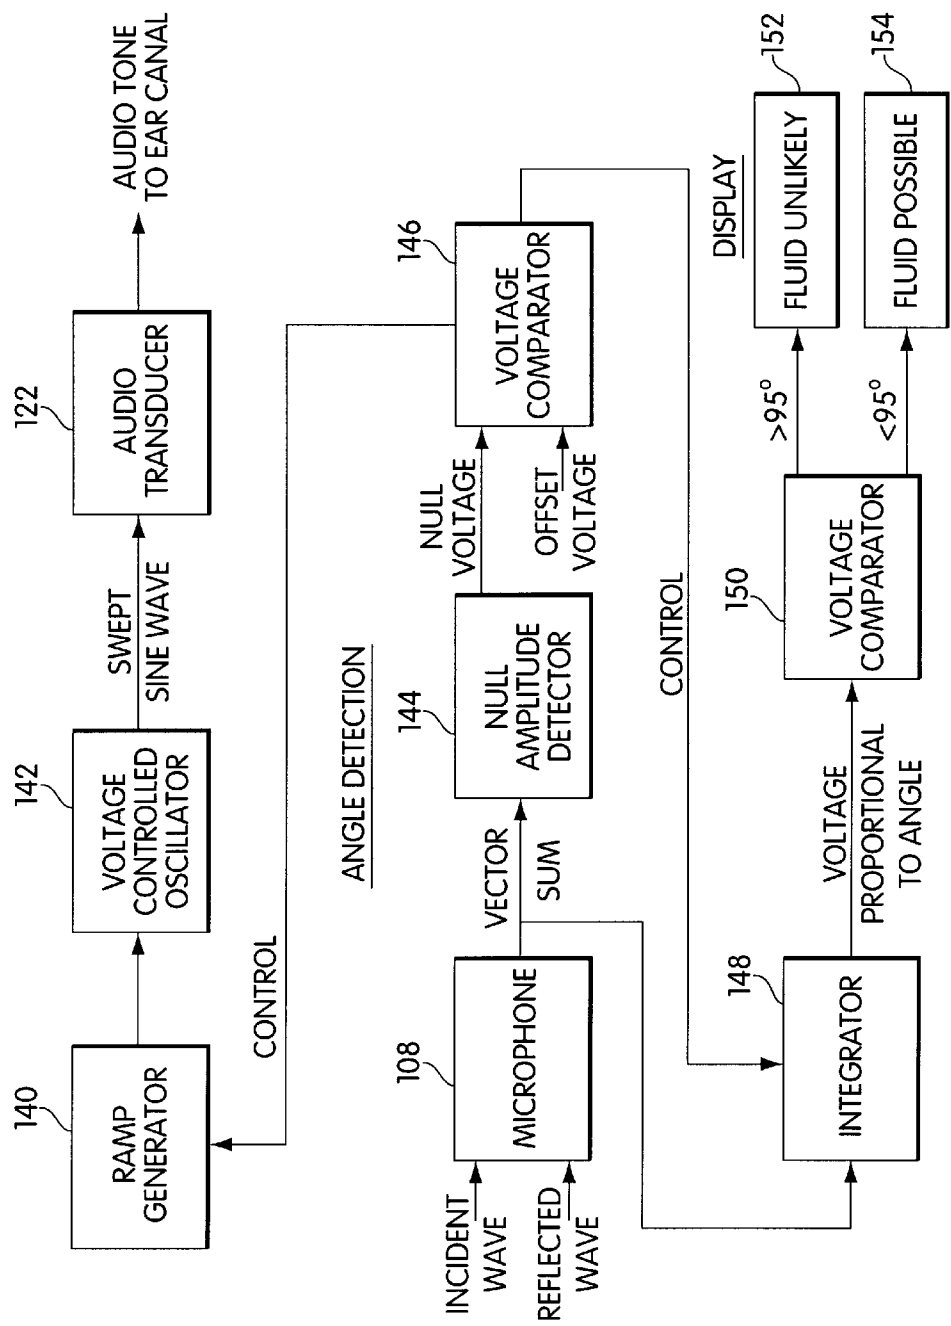 140
RAMP
GENERATOR
142
VOLTAGE
CONTROLLED
OSCILLATOR
SWEPT
SINE WAVE
122
AUDIO
TRANSDUCER
AUDIO TONE
TO EAR CANAL
CONTROL
ANGLE DETECTION
INCIDENT
WAVE
REFLECTED
WAVE
108
MICROPHONE
VECTOR
SUM
144
NULL
AMPLITUDE
DETECTOR
NULL
VOLTAGE
OFFSET
VOLTAGE
146
VOLTAGE
COMPARATOR
CONTROL
148
INTEGRATOR
VOLTAGE
PROPORTIONAL
TO ANGLE
150
VOLTAGE
COMPARATOR
>95°
<95°
DISPLAY
FLUID UNLIKELY
152
FLUID POSSIBLE
154